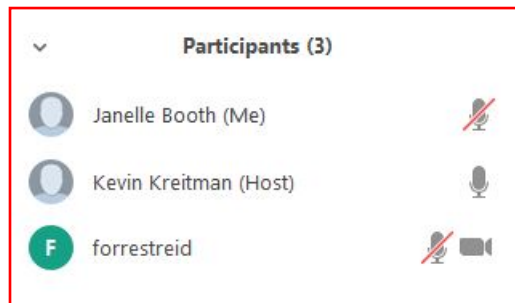 Participants (3)
Janelle Booth (Me)
Kevin Kreitman (Host)
F forrestreid